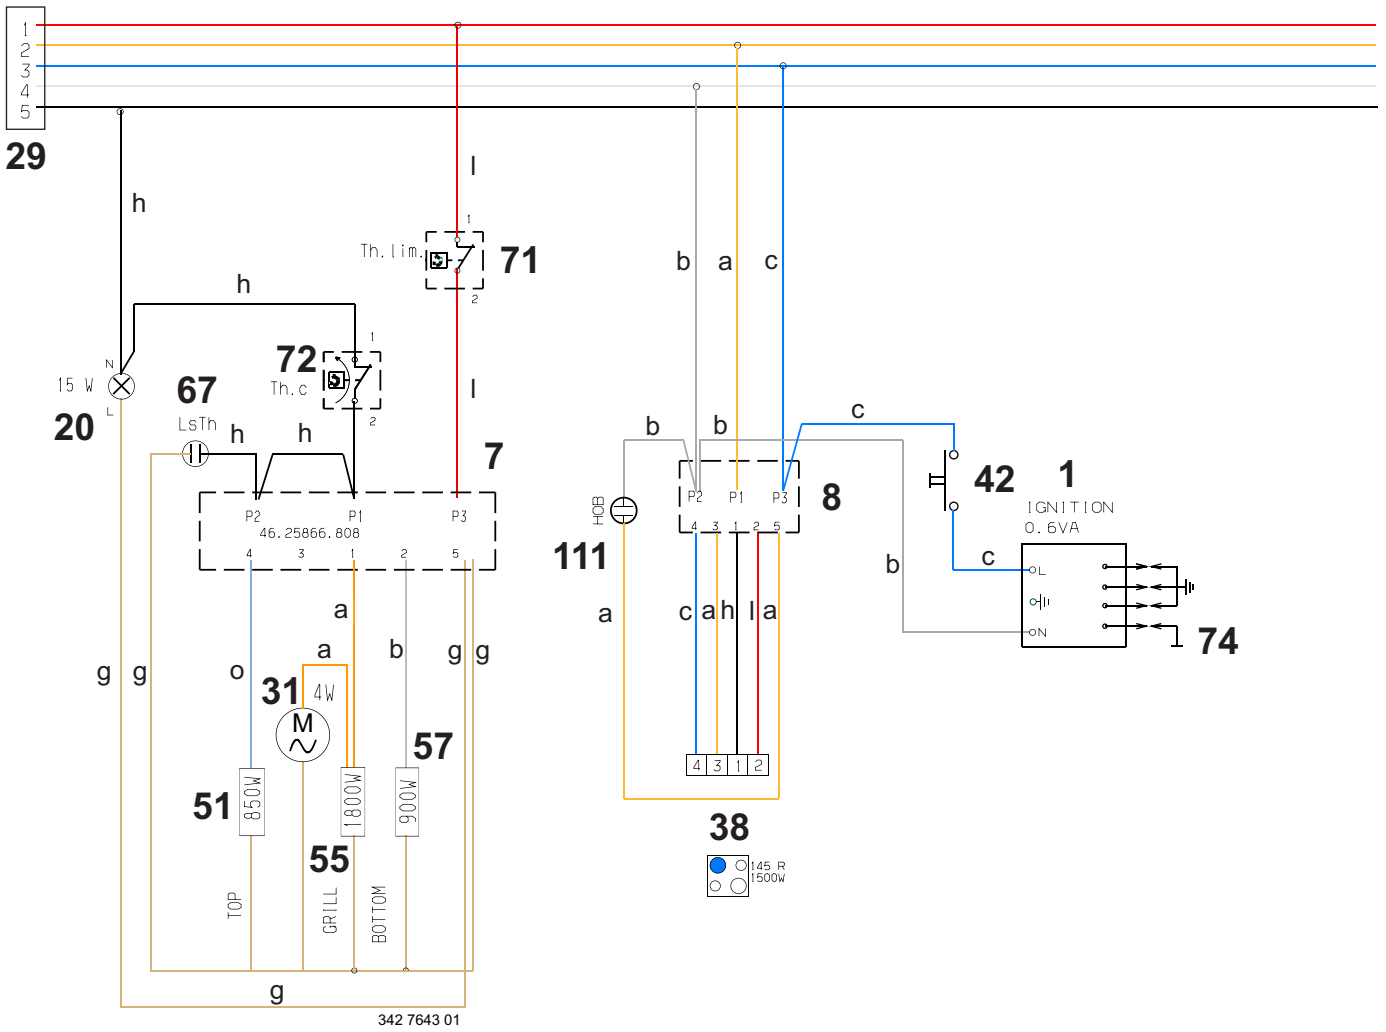 1
2
3
4
5
29
h
l
1
Th.lim.
71
2
b
a
c
h
1
72
Th.c
2
N
15 W
L
20
67
LsTh
h
h
l
7
P2
P1
P3
46.25866.808
4
3
1
2
5
b
b
c
HOB
111
P2
P1
P3
8
4
3
1
2
5
42
1
IGNITION
0.6VA
c
L
b
N
74
a
c
a
h
l
a
4
3
1
2
38
145 R
1500W
a
a
b
g
g
g
g
o
31
4W
M
57
51
850W
1800W
900W
55
TOP
GRILL
BOTTOM
g
342 7643 01